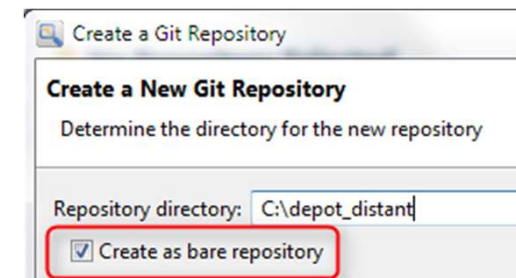 Create a Git Repository
Create a New Git Repository
Determine the directory for the new repository
Repository directory: C:\depot_distant
Create as bare repository